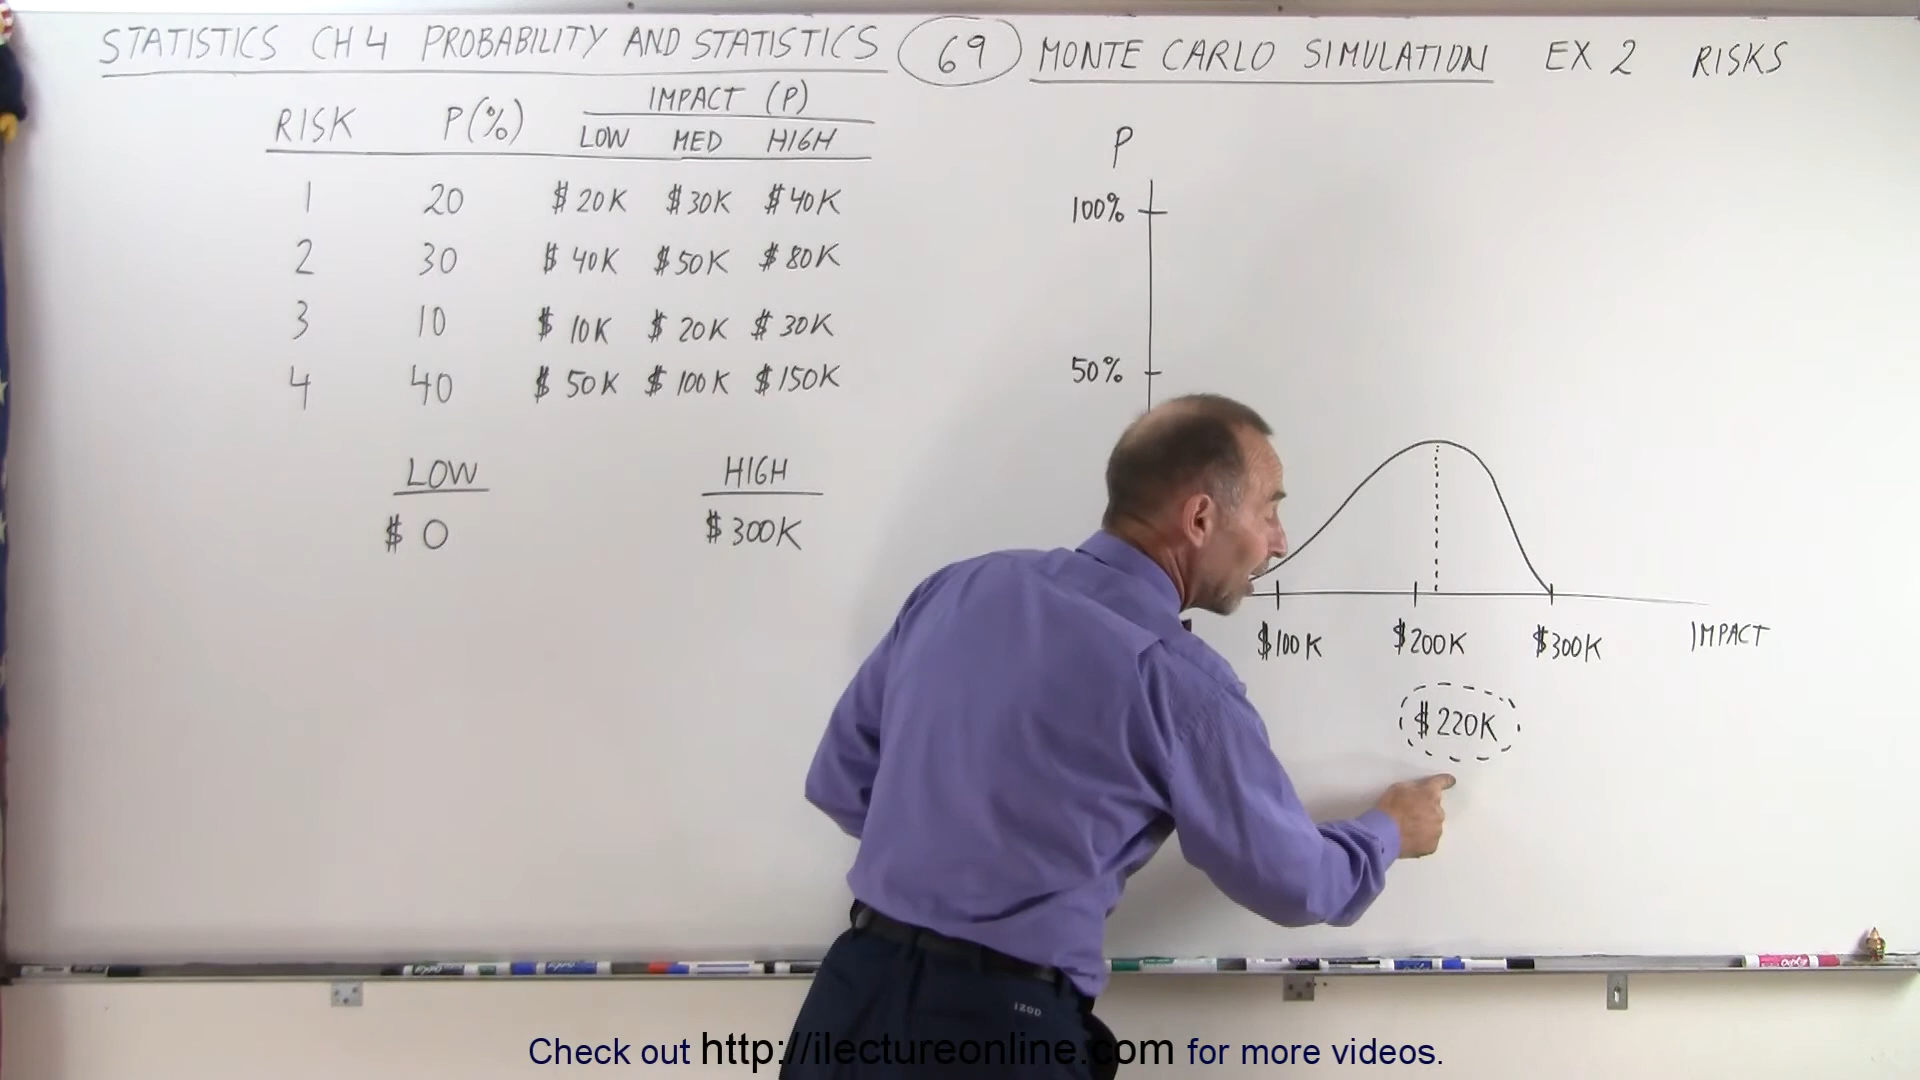 STATISTICS CH 4 PROBABILITY AND STATISTICS 69 MONTE CARLO SIMULATION EX 2 RISKS
RISK P(%) IMPACT (P)
LOW MED HIGH
1 20 $ 20K $30K $40K
2 30 $ 40K $50K $ 80K
3 10 $ 10K $ 20K $ 30K
4 40 $ 50K $ 100K $150K
LOW HIGH
$ 0 $300K
P
100%
50%
$100K $200K $300K IMPACT
$220K
IZOD
Check out http://ilectureonline.com for more videos.